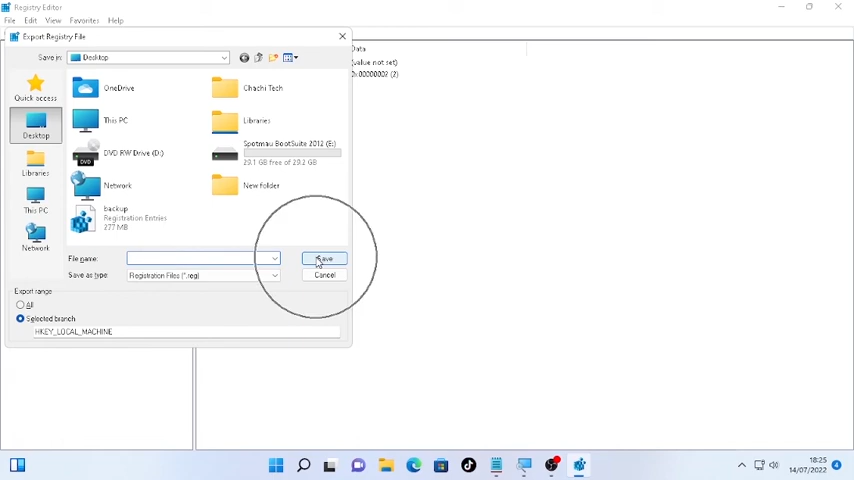 Registry Editor
File Edit View Favorites Help
Export Registry File
Save in: Desktop
Data
(value not set)
0x00000002 (2)
Quick access
Desktop
Libraries
This PC
Network
OneDrive
Chachi Tech
This PC
Libraries
DVD RW Drive (D:)
DVD
Spotmau BootSuite 2012 (E:)
29.1 GB free of 29.2 GB
Network
New folder
backup
Registration Entries
277 MB
File name:
Save
Save as type: Registration Files (*.reg)
Cancel
Export range
All
Selected branch
HKEY_LOCAL_MACHINE
18:25
14/07/2022
4